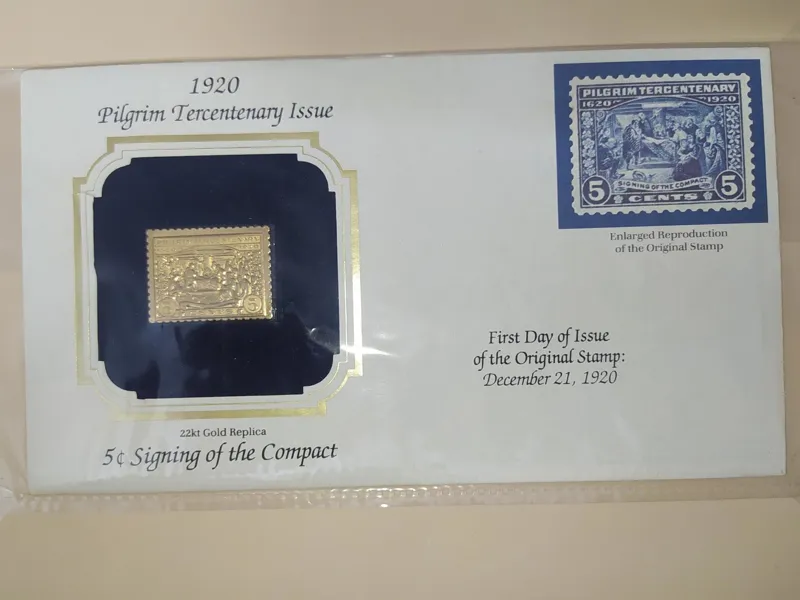 1920
Pilgrim Tercentenary Issue
22kt Gold Replica
5¢ Signing of the Compact
PILGRIM TERCENTENARY
1620 1920
SIGNING OF THE COMPACT
5 CENTS 5
Enlarged Reproduction
of the Original Stamp
First Day of Issue
of the Original Stamp:
December 21, 1920